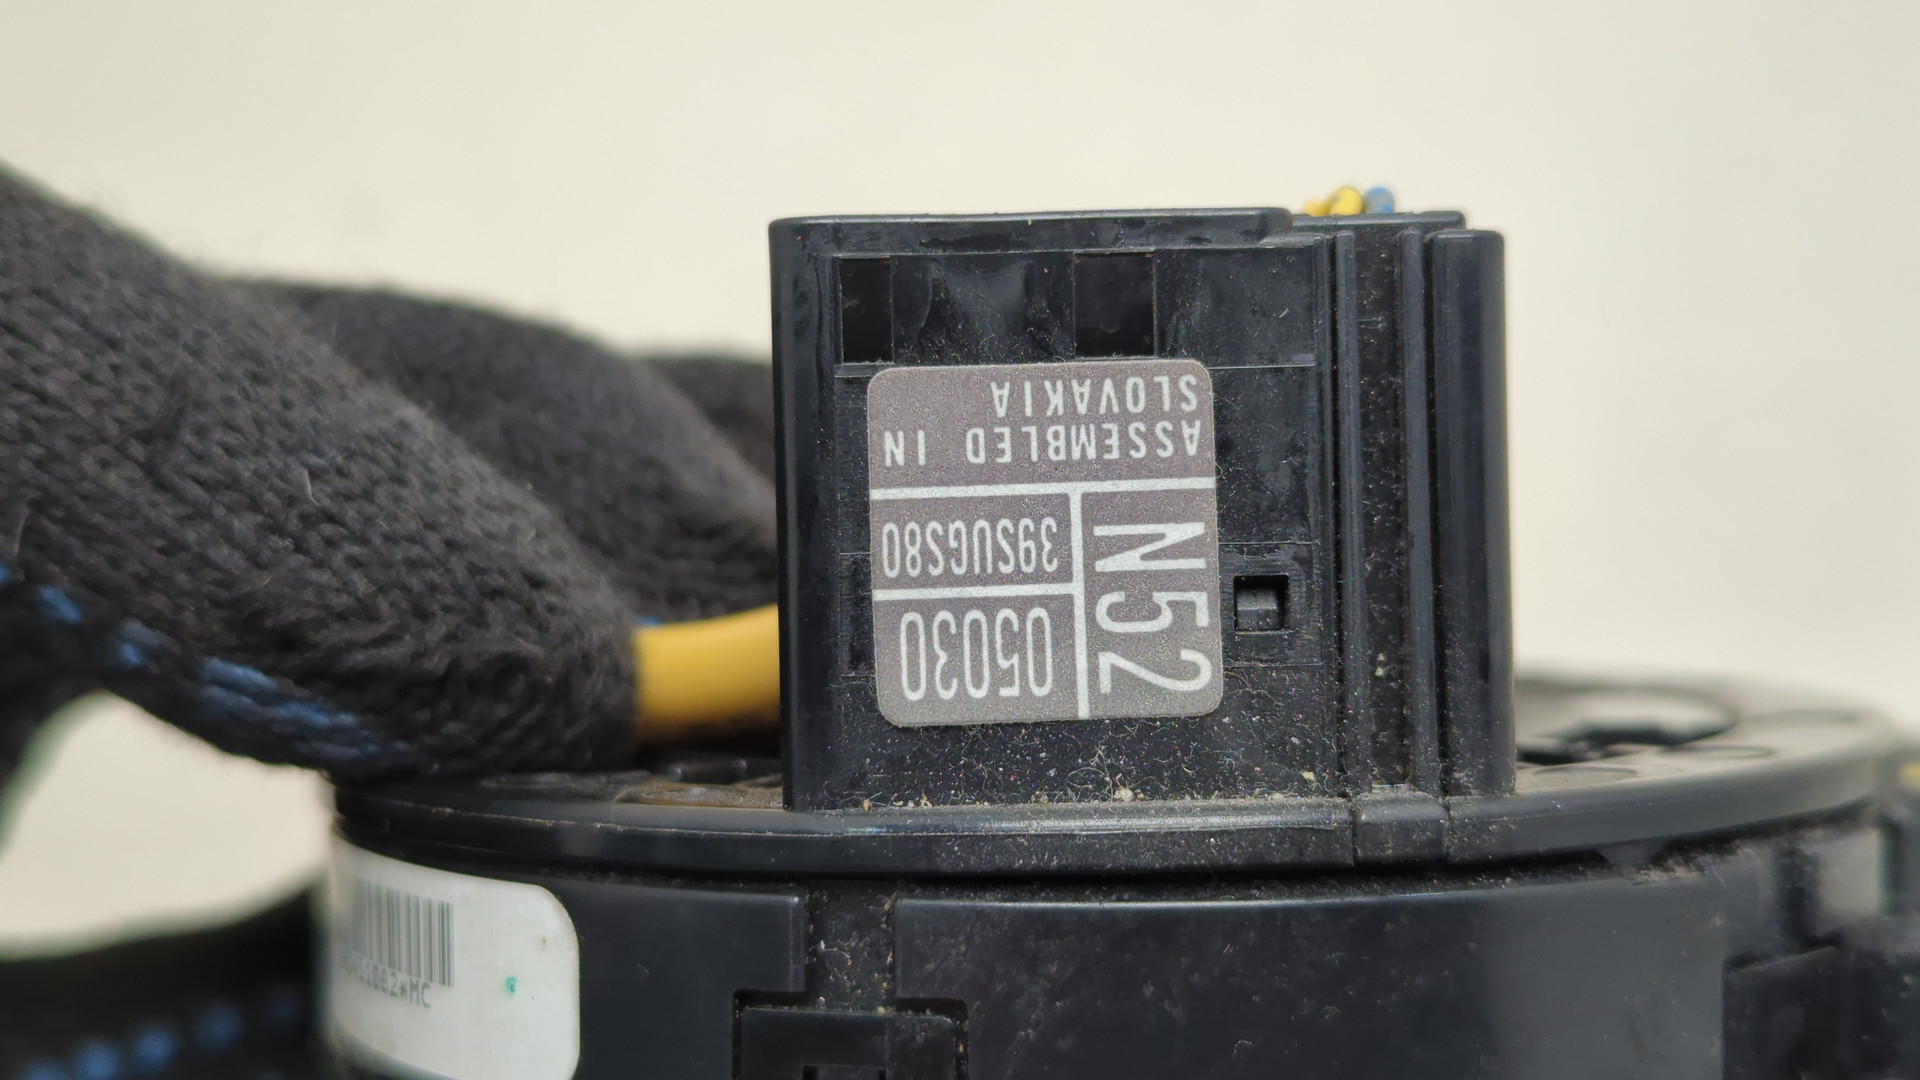 N52
05030
39SUGS80
ASSEMBLED IN
SLOVAKIA